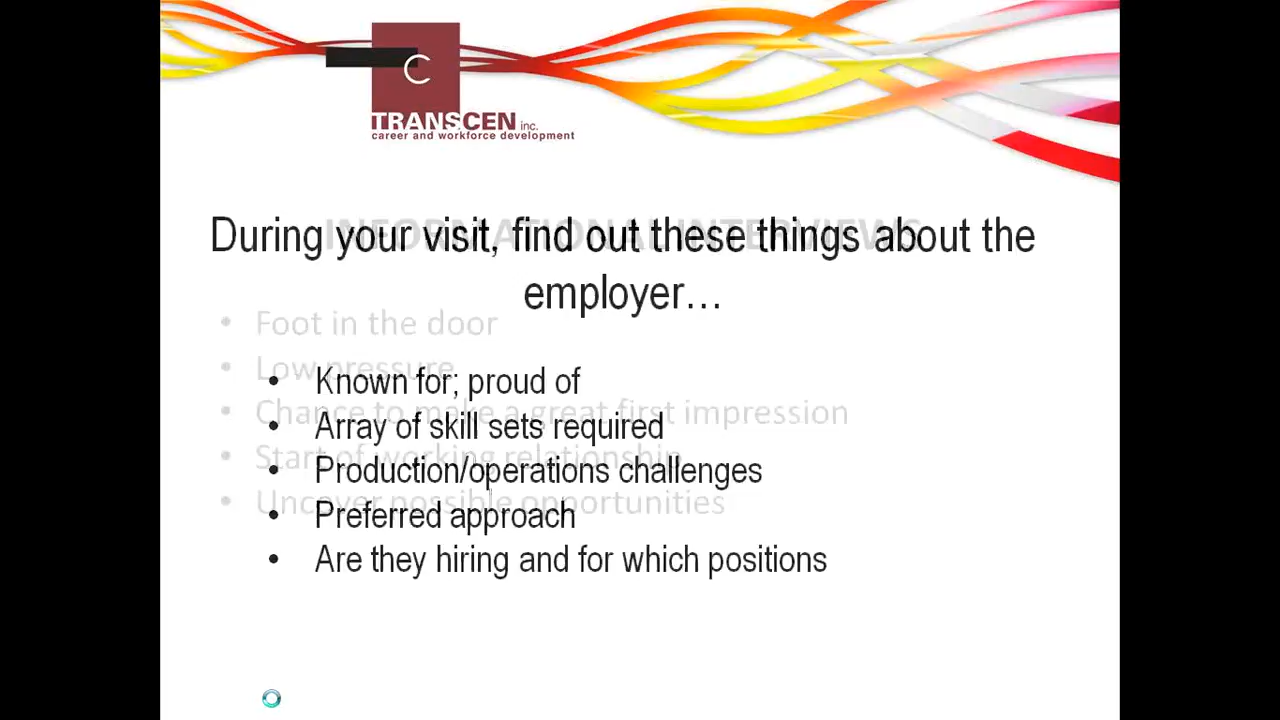 C
TRANSCEN inc.
career and workforce development
INFORMATIONAL INTERVIEWS
During your visit, find out these things about the
employer…
• Foot in the door
• Low pressure
• Known for; proud of
• Chance to make a great first impression
• Array of skill sets required
• Start of working relationship
• Production/operations challenges
• Uncover possible opportunities
• Preferred approach
• Are they hiring and for which positions